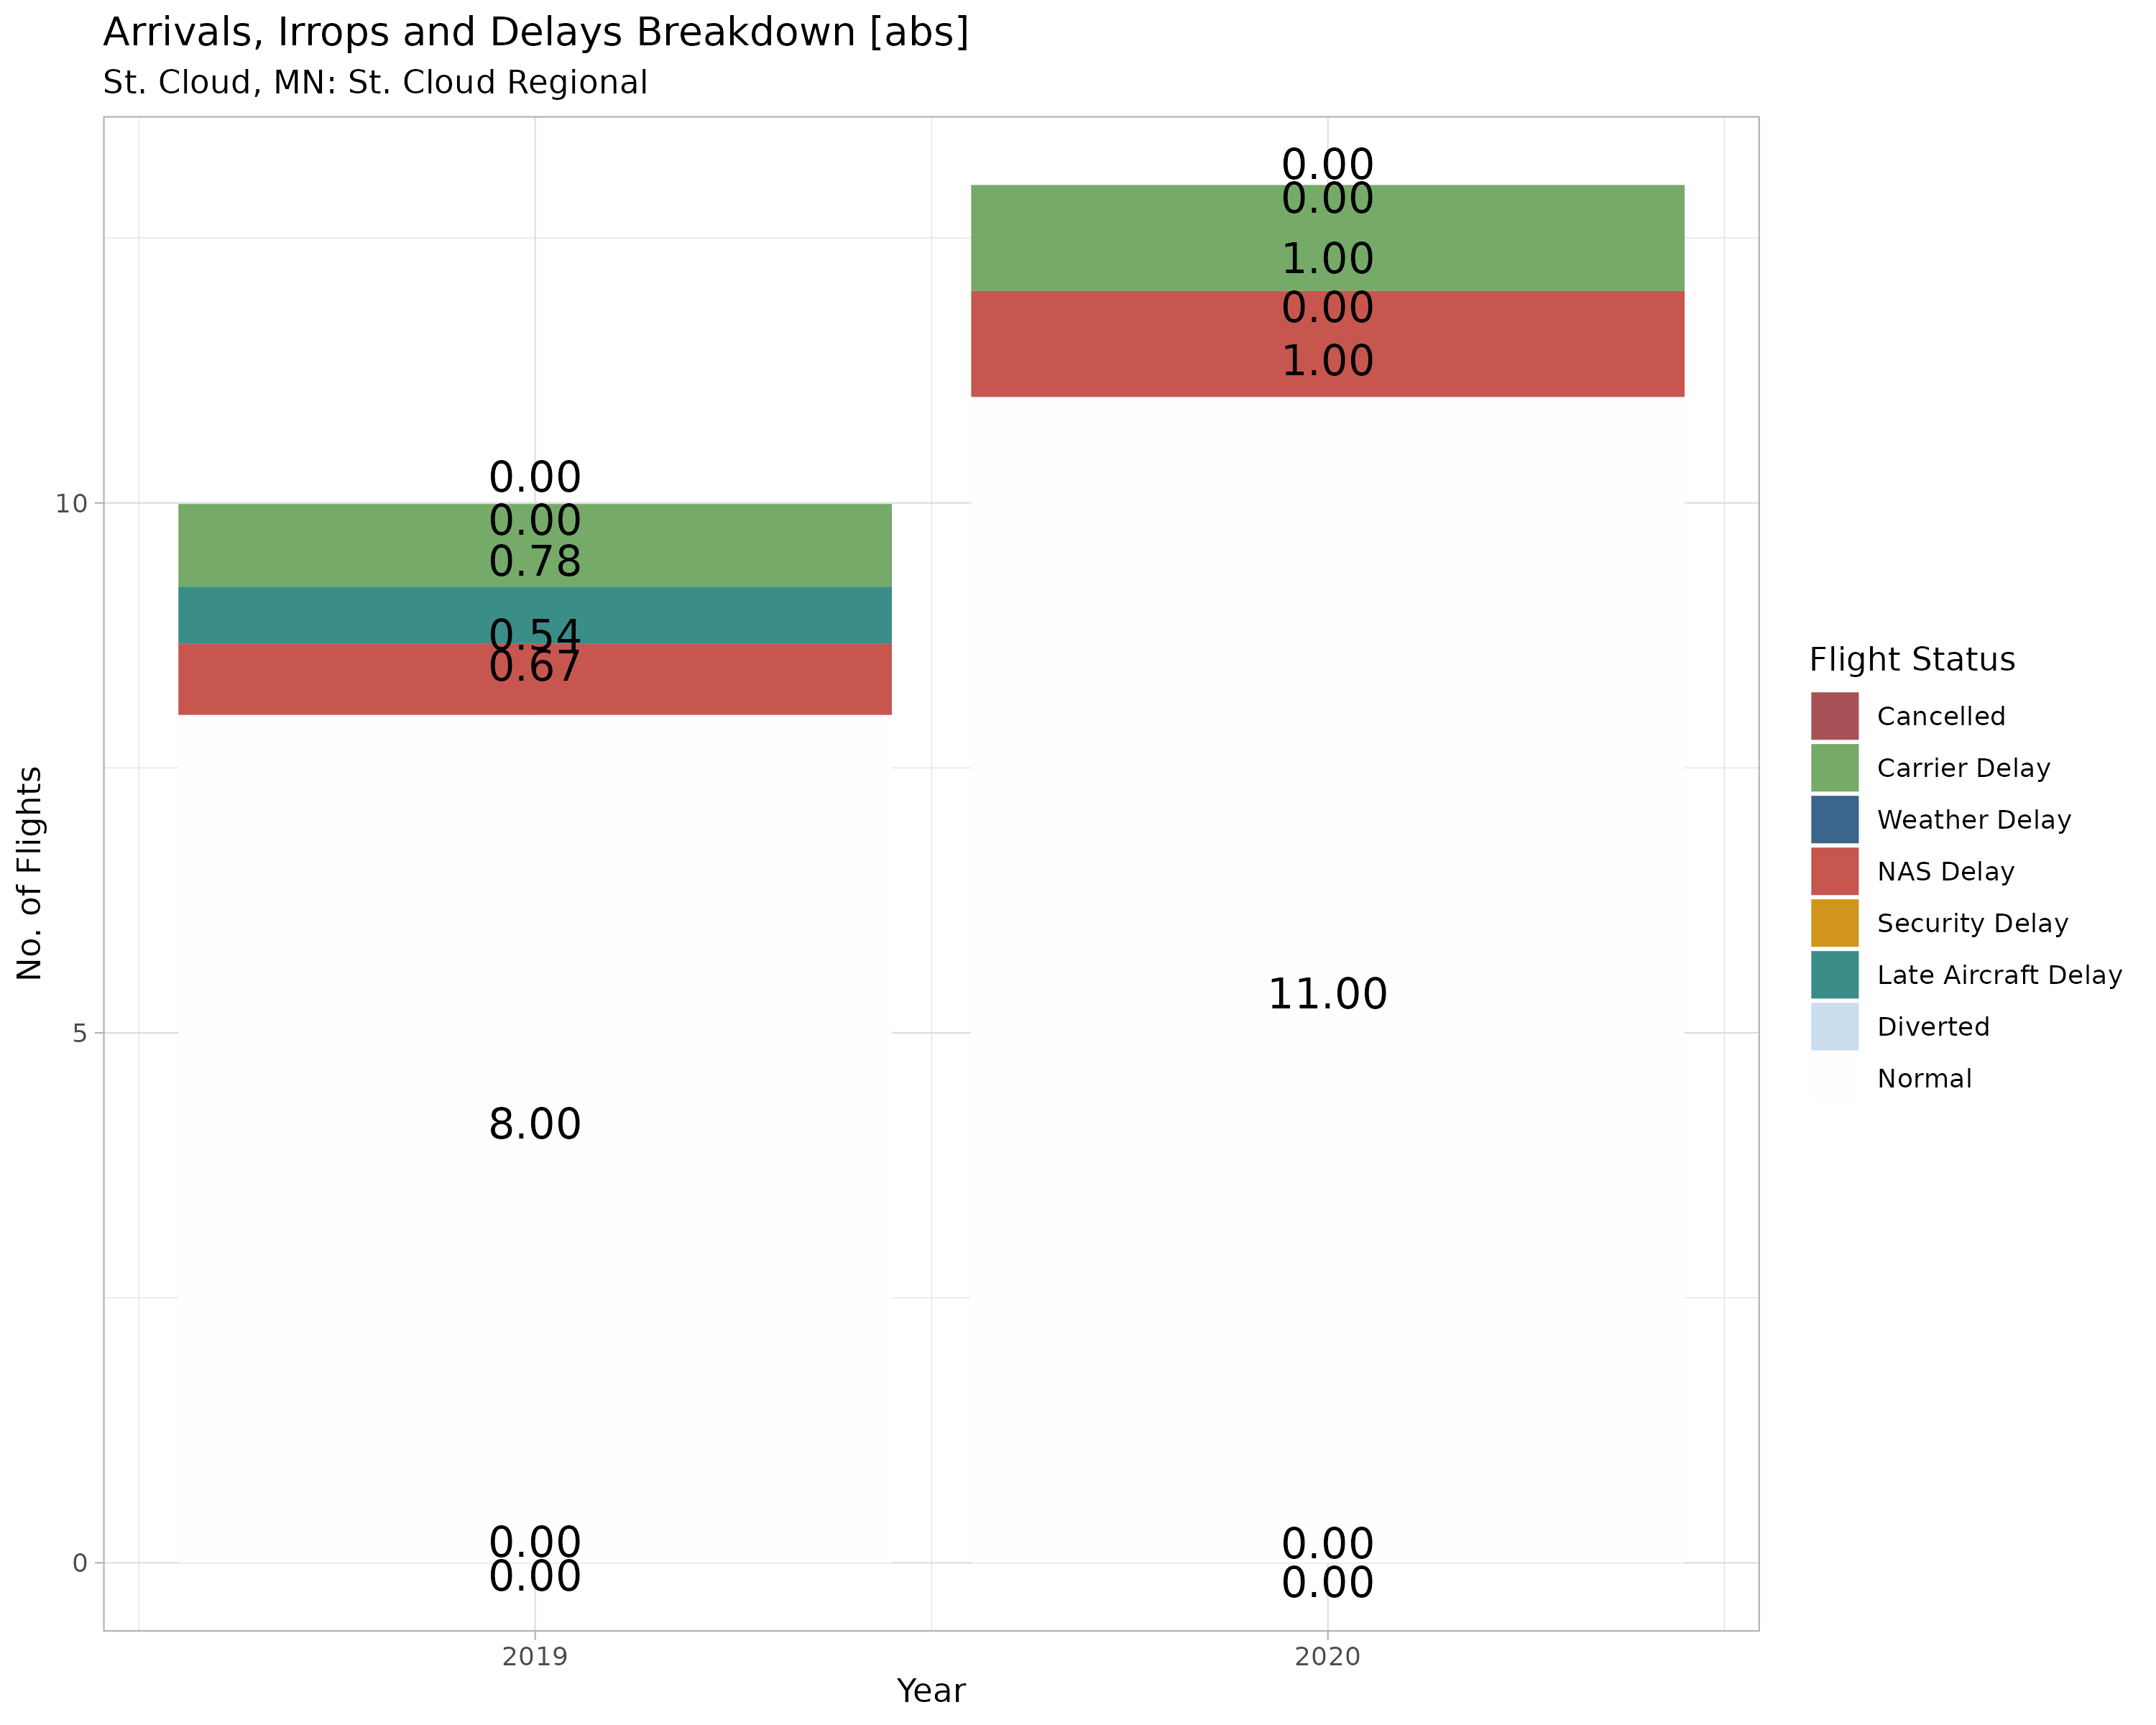 Arrivals, Irrops and Delays Breakdown [abs]
St. Cloud, MN: St. Cloud Regional
No. of Flights
10
5
0
0.00
0.00
0.78
0.54
0.67
8.00
0.00
0.00
0.00
0.00
1.00
0.00
1.00
11.00
0.00
0.00
2019
2020
Year
Flight Status
Cancelled
Carrier Delay
Weather Delay
NAS Delay
Security Delay
Late Aircraft Delay
Diverted
Normal